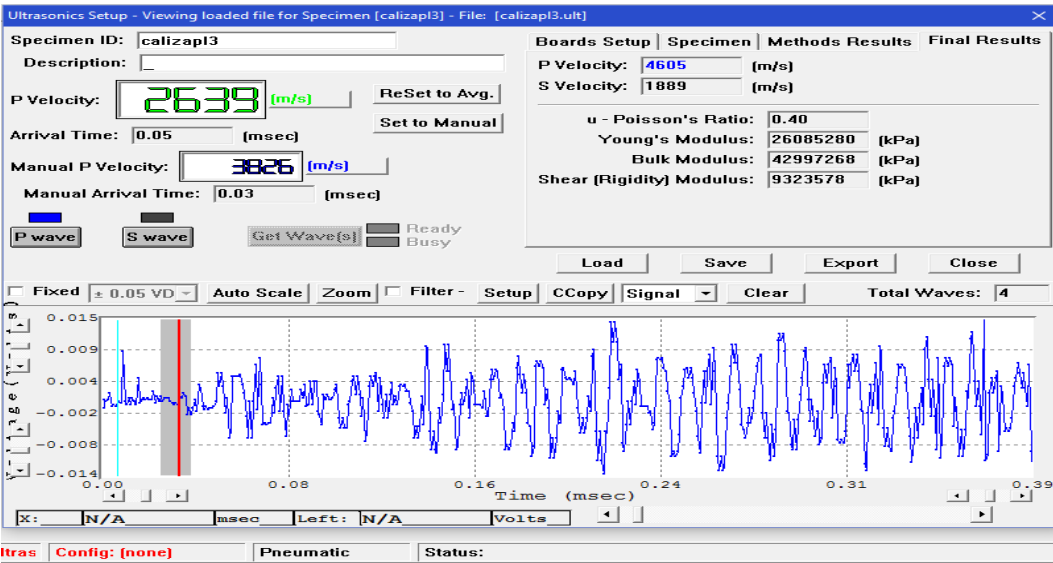 Ultrasonics Setup - Viewing loaded file for Specimen [calizapl3] - File: [calizapl3.ult]
Specimen ID: calizapl3
Description: _
P Velocity: 2639 (m/s) ReSet to Avg.
Set to Manual
Arrival Time: 0.05 (msec)
Manual P Velocity: 3826 (m/s)
Manual Arrival Time: 0.03 (msec)
P wave S wave Get Wave(s) Ready
Busy
Boards Setup Specimen Methods Results Final Results
P Velocity: 4605 (m/s)
S Velocity: 1889 (m/s)
u - Poisson's Ratio: 0.40
Young's Modulus: 26085280 (kPa)
Bulk Modulus: 42997268 (kPa)
Shear (Rigidity) Modulus: 9323578 (kPa)
Load Save Export Close
Fixed ± 0.05 VD Auto Scale Zoom Filter - Setup CCopy Signal Clear Total Waves: 4
0.015
0.009
0.004
-0.002
-0.008
-0.014
0.00 0.08 0.16 0.24 0.31 0.39
Time (msec)
X: N/A msec Left: N/A Volts
ltras Config: (none) Pneumatic Status: